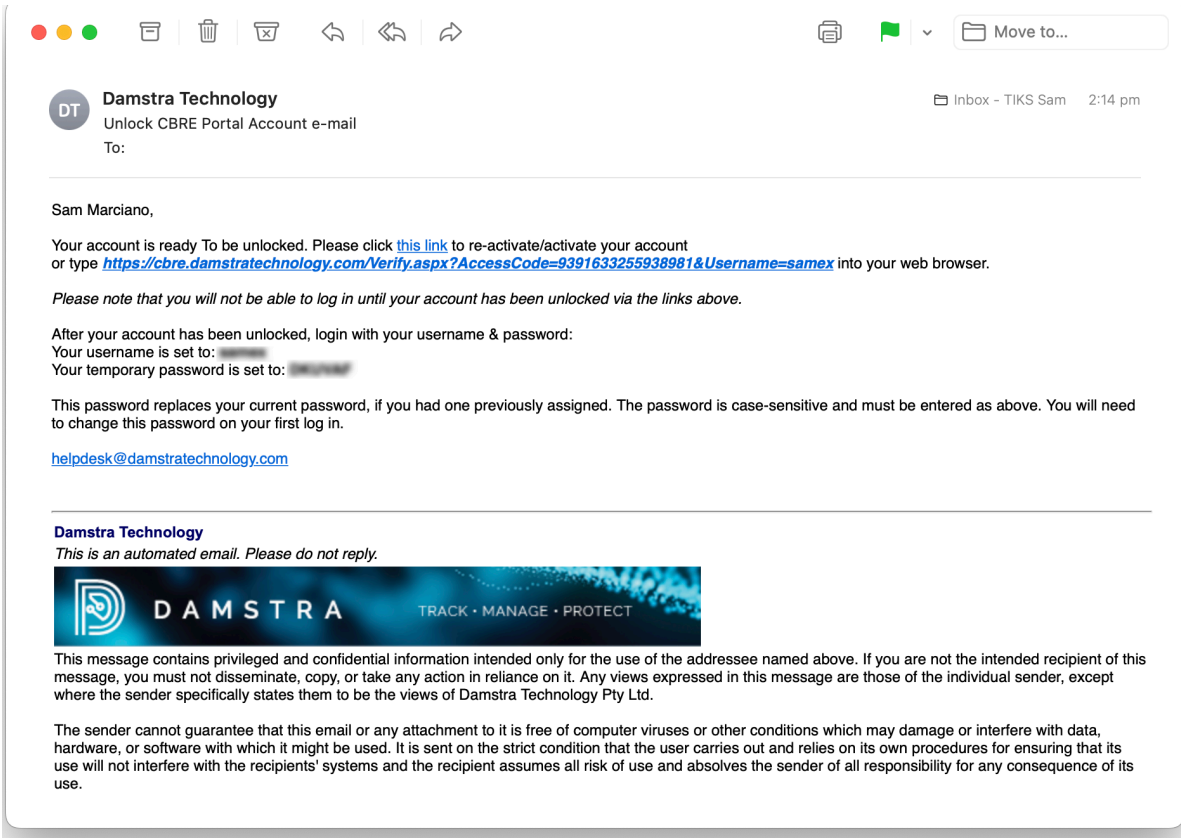 Move to...
DT
Damstra Technology
Inbox - TIKS Sam 2:14 pm
Unlock CBRE Portal Account e-mail
To:
Sam Marciano,
Your account is ready To be unlocked. Please click this link to re-activate/activate your account
or type https://cbre.damstratechnology.com/Verify.aspx?AccessCode=9391633255938981&Username=samex into your web browser.
Please note that you will not be able to log in until your account has been unlocked via the links above.
After your account has been unlocked, login with your username & password:
Your username is set to:
Your temporary password is set to:
This password replaces your current password, if you had one previously assigned. The password is case-sensitive and must be entered as above. You will need
to change this password on your first log in.
helpdesk@damstratechnology.com
Damstra Technology
This is an automated email. Please do not reply.
DAMSTRA TRACK • MANAGE • PROTECT
This message contains privileged and confidential information intended only for the use of the addressee named above. If you are not the intended recipient of this
message, you must not disseminate, copy, or take any action in reliance on it. Any views expressed in this message are those of the individual sender, except
where the sender specifically states them to be the views of Damstra Technology Pty Ltd.
The sender cannot guarantee that this email or any attachment to it is free of computer viruses or other conditions which may damage or interfere with data,
hardware, or software with which it might be used. It is sent on the strict condition that the user carries out and relies on its own procedures for ensuring that its
use will not interfere with the recipients' systems and the recipient assumes all risk of use and absolves the sender of all responsibility for any consequence of its
use.